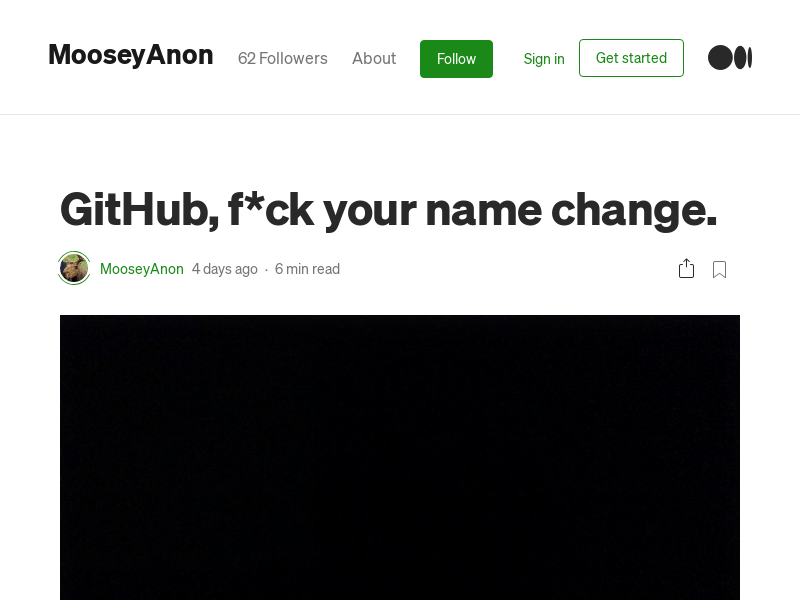 MooseyAnon 62 Followers About Follow Sign in Get started
GitHub, f*ck your name change.
MooseyAnon 4 days ago · 6 min read